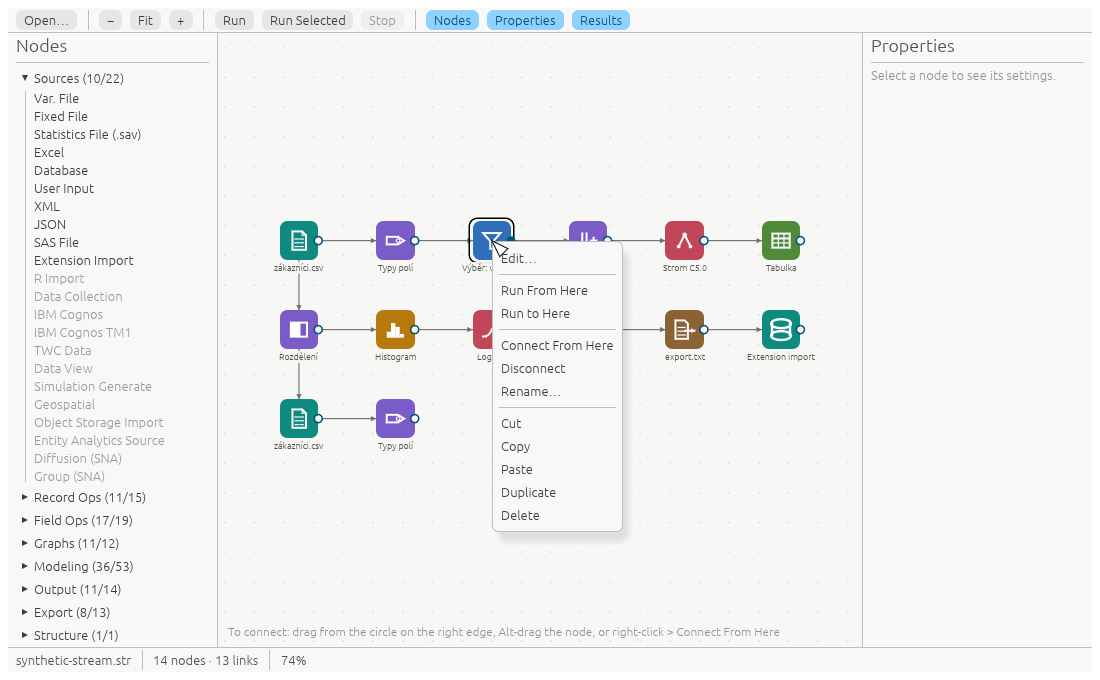 Open…
−
Fit
+
Run
Run Selected
Stop
Nodes
Properties
Results
Nodes
Sources (10/22)
Var. File
Fixed File
Statistics File (.sav)
Excel
Database
User Input
XML
JSON
SAS File
Extension Import
R Import
Data Collection
IBM Cognos
IBM Cognos TM1
TWC Data
Data View
Simulation Generate
Geospatial
Object Storage Import
Entity Analytics Source
Diffusion (SNA)
Group (SNA)
Record Ops (11/15)
Field Ops (17/19)
Graphs (11/12)
Modeling (36/53)
Output (11/14)
Export (8/13)
Structure (1/1)
zákazníci.csv
Typy polí
Výběr:
Strom C5.0
Tabulka
Rozdělení
Histogram
export.txt
Extension import
zákazníci.csv
Typy polí
Edit…
Run From Here
Run to Here
Connect From Here
Disconnect
Rename…
Cut
Copy
Paste
Duplicate
Delete
To connect: drag from the circle on the right edge, Alt-drag the node, or right-click > Connect From Here
Properties
Select a node to see its settings.
synthetic-stream.str
14 nodes · 13 links
74%